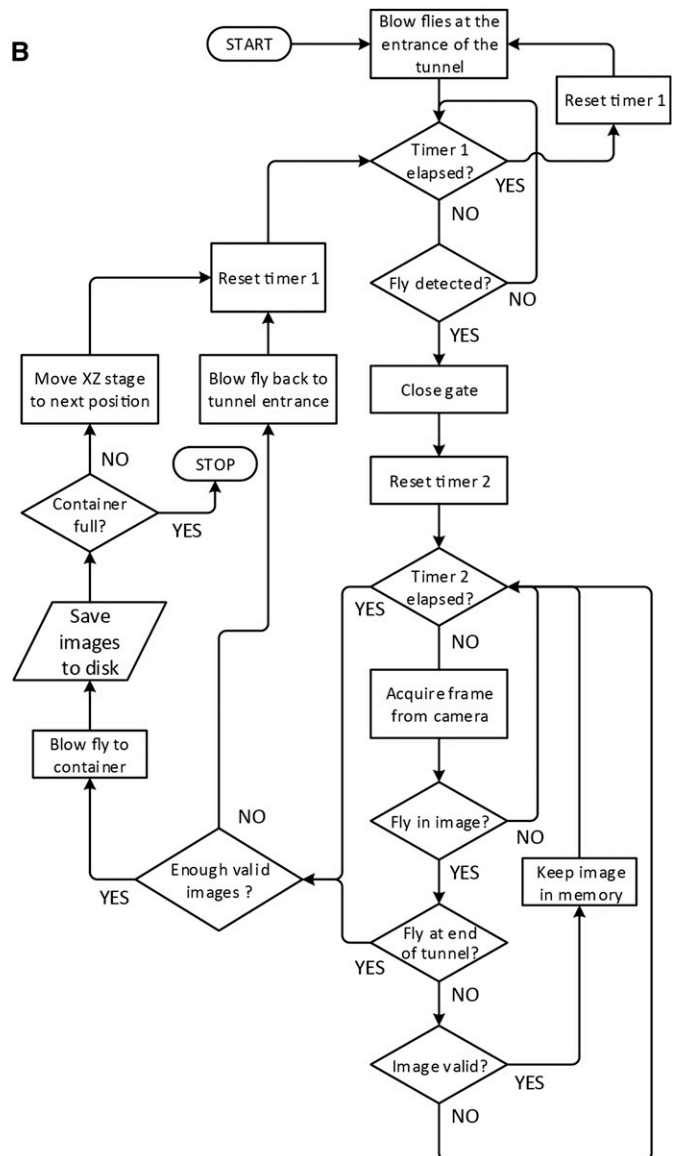 B
START
Blow flies at the
entrance of the
tunnel
Reset timer 1
Timer 1
elapsed?
YES
NO
Fly detected?
NO
YES
Close gate
Reset timer 2
Timer 2
elapsed?
YES
NO
Acquire frame
from camera
Fly in image?
NO
YES
Keep image
in memory
Fly at end
of tunnel?
YES
NO
Image valid?
YES
NO
Enough valid
images ?
NO
YES
Blow fly back to
tunnel entrance
Reset timer 1
Blow fly to
container
Save
images
to disk
Container
full?
YES
STOP
NO
Move XZ stage
to next position